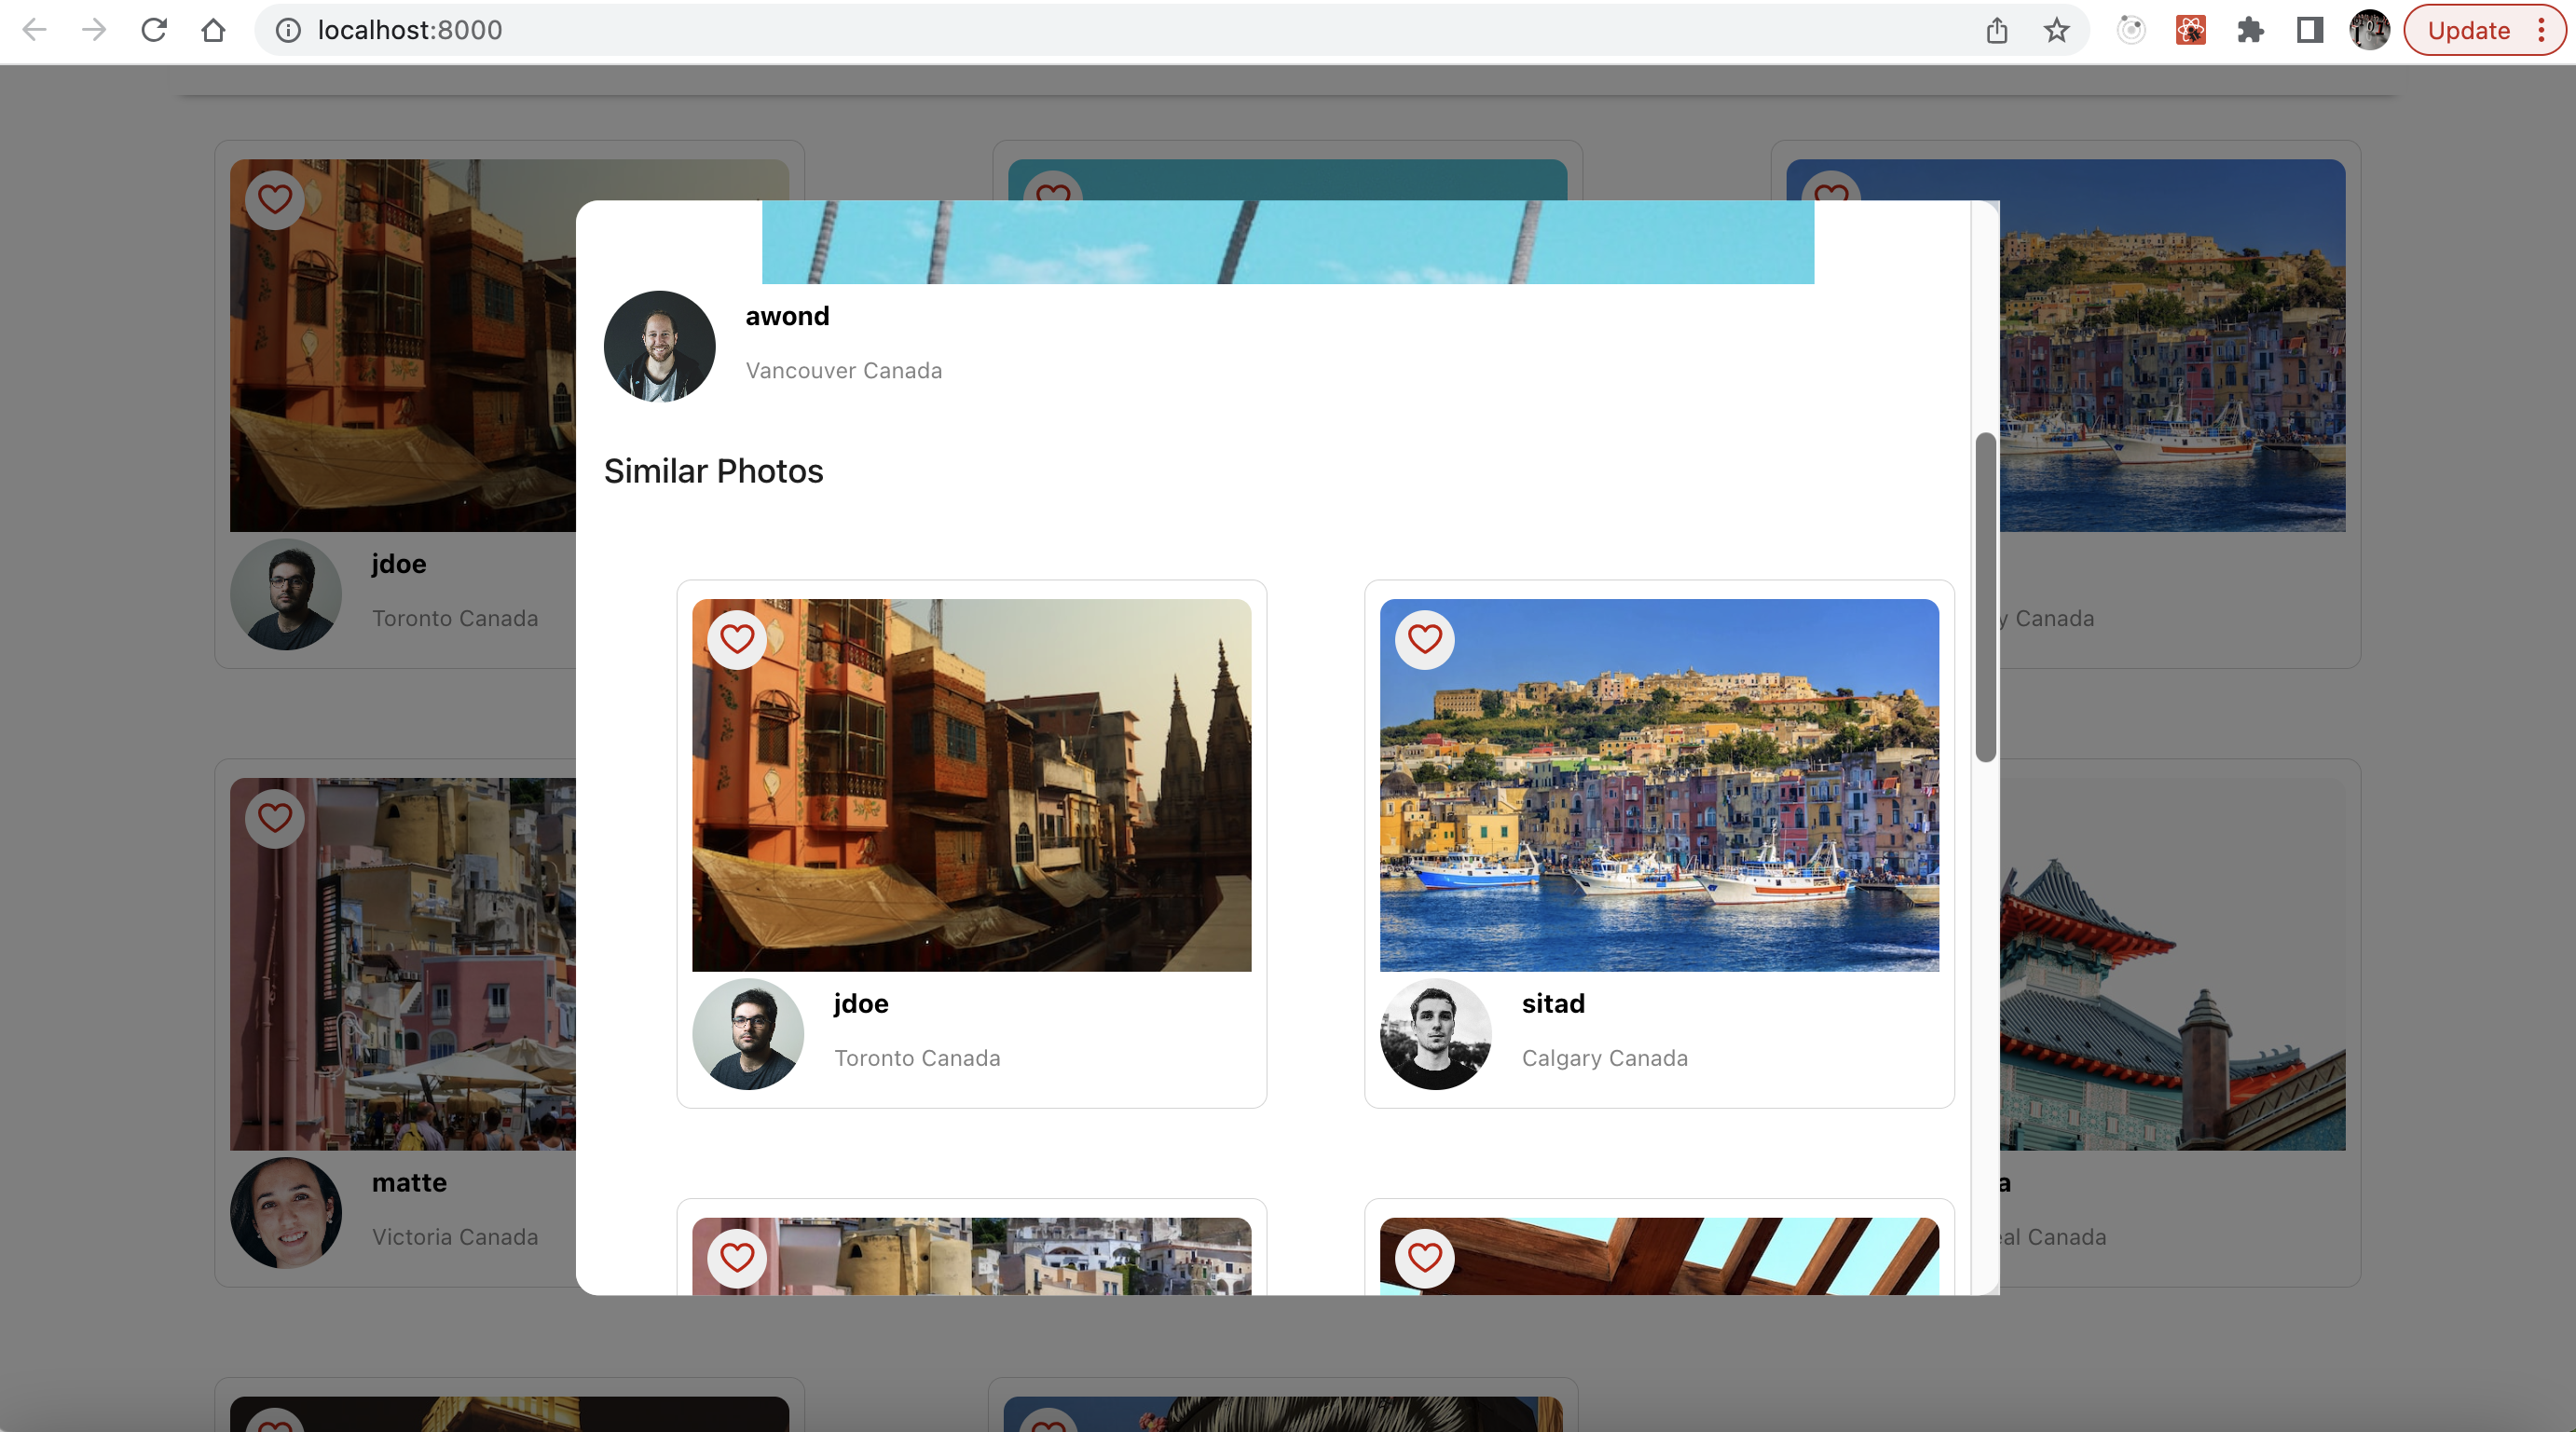 localhost:8000
Update
awond
Vancouver Canada
Similar Photos
jdoe
Toronto Canada
y Canada
jdoe
Toronto Canada
sitad
Calgary Canada
matte
Victoria Canada
a
eal Canada